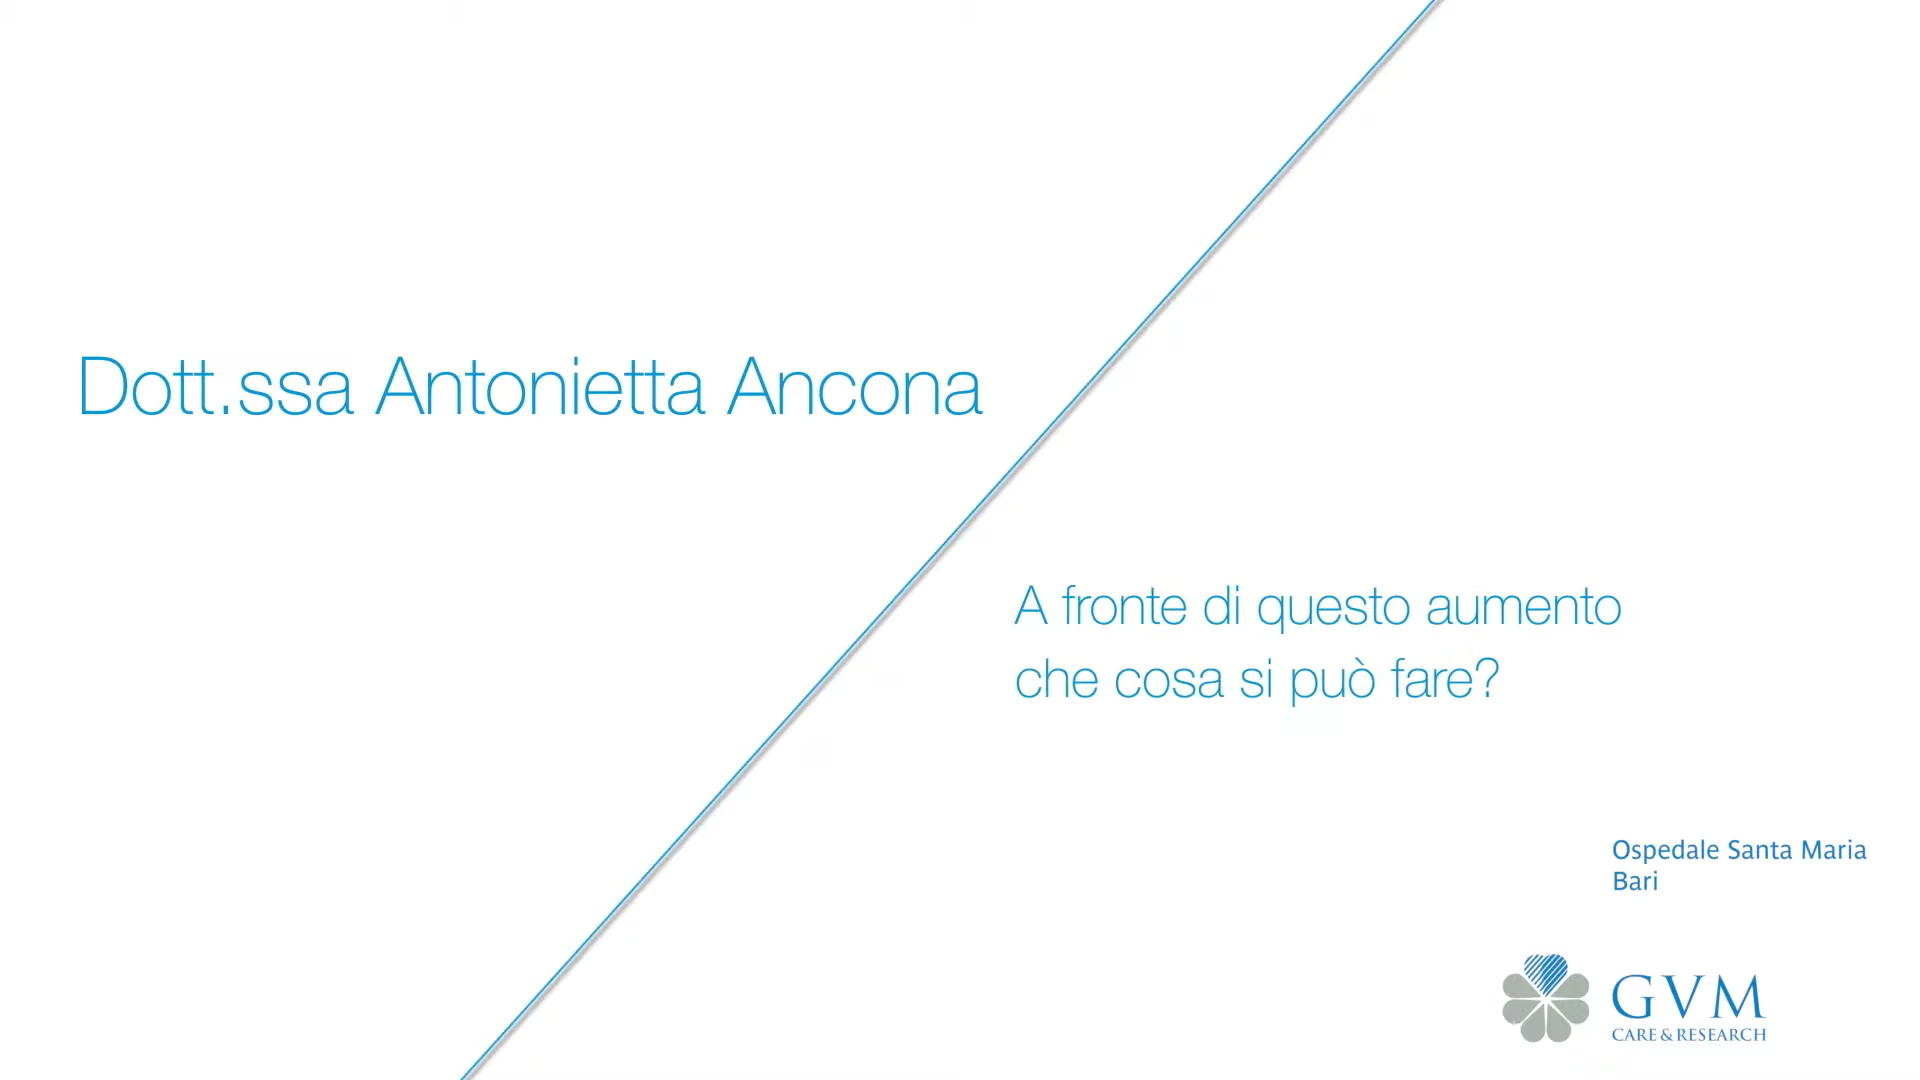 Dott.ssa Antonietta Ancona
A fronte di questo aumento
che cosa si può fare?
Ospedale Santa Maria
Bari
GVM
CARE & RESEARCH